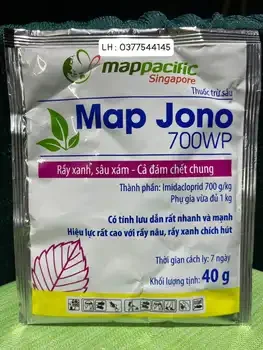 LH : 0377544145
mappacific
Singapore
Thuốc trừ sâu
Map Jono
700WP
Rầy xanh, sâu xám - Cả đám chết chung
Thành phần: Imidacloprid 700 g/kg
Phụ gia vừa đủ 1 kg
Có tính lưu dẫn rất nhanh và mạnh
Hiệu lực rất cao với rầy nâu, rầy xanh chích hút
Thời gian cách ly: 7 ngày
Khối lượng tịnh: 40 g